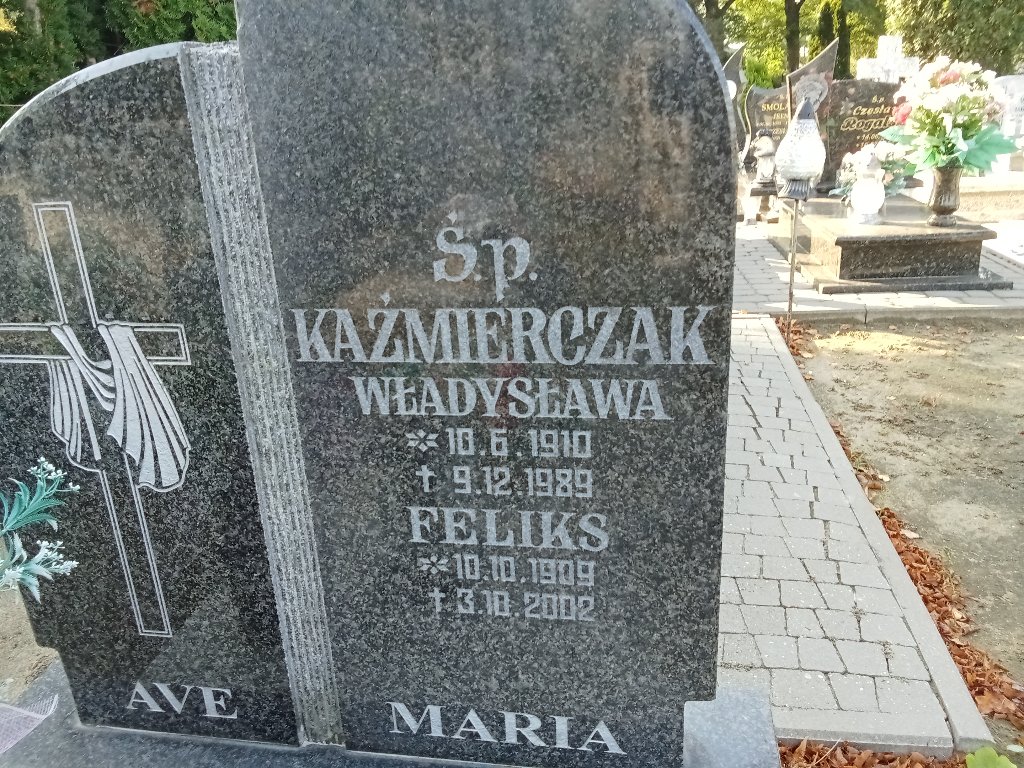 Ś.p.
KAŹMIERCZAK
WŁADYSŁAWA
* 10.6.1910
† 9.12.1989
FELIKS
* 10.10.1909
† 3.10.2002
AVE MARIA
Ś.p.